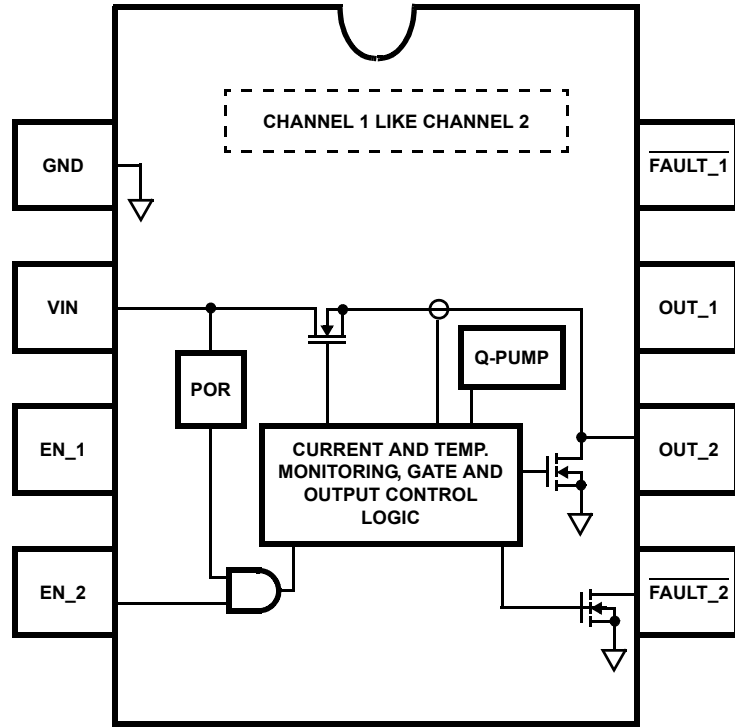 CHANNEL 1 LIKE CHANNEL 2
GND
FAULT_1
VIN
OUT_1
POR
Q-PUMP
EN_1
CURRENT AND TEMP.
MONITORING, GATE AND
OUTPUT CONTROL
LOGIC
OUT_2
EN_2
FAULT_2